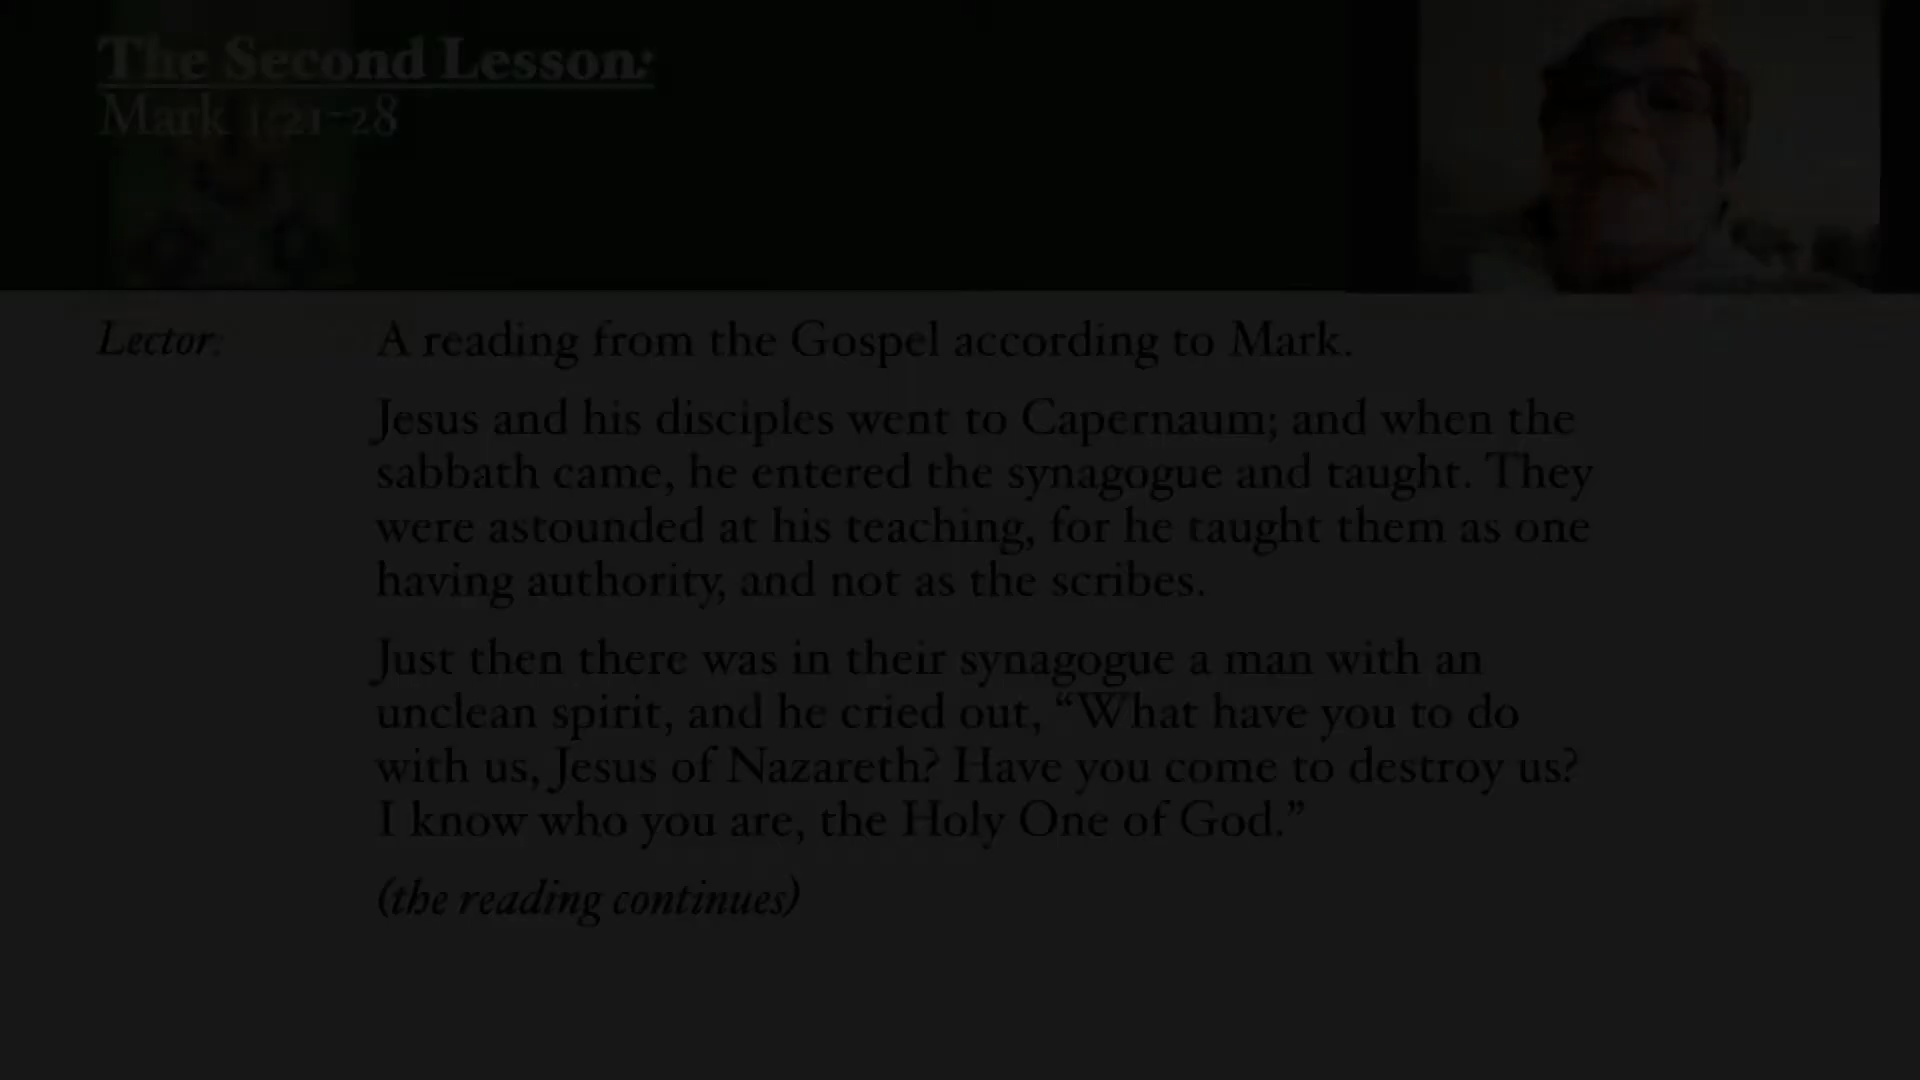 The Second Lesson:
Mark 1:21-28
Lector: A reading from the Gospel according to Mark.
Jesus and his disciples went to Capernaum; and when the
sabbath came, he entered the synagogue and taught. They
were astounded at his teaching, for he taught them as one
having authority, and not as the scribes.
Just then there was in their synagogue a man with an
unclean spirit, and he cried out, “What have you to do
with us, Jesus of Nazareth? Have you come to destroy us?
I know who you are, the Holy One of God.”
(the reading continues)